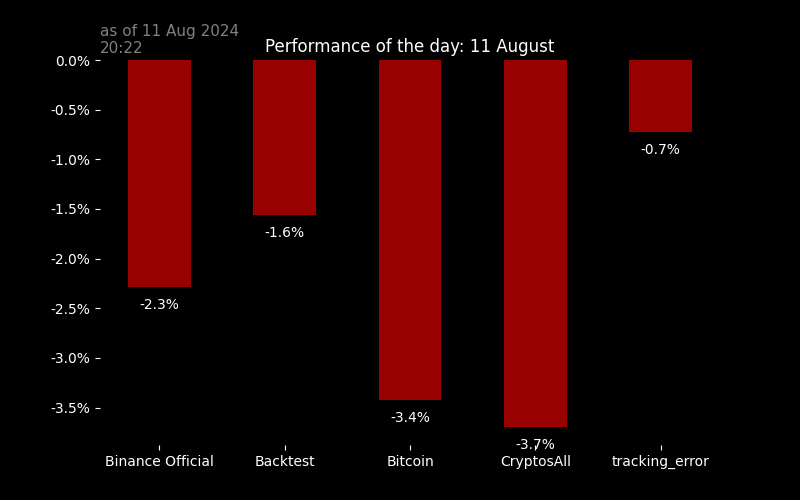 as of 11 Aug 2024
20:22
Performance of the day: 11 August
0.0%
-0.5%
-1.0%
-1.5%
-2.0%
-2.5%
-3.0%
-3.5%
-2.3%
-1.6%
-3.4%
-3.7%
-0.7%
Binance Official
Backtest
Bitcoin
CryptosAll
tracking_error